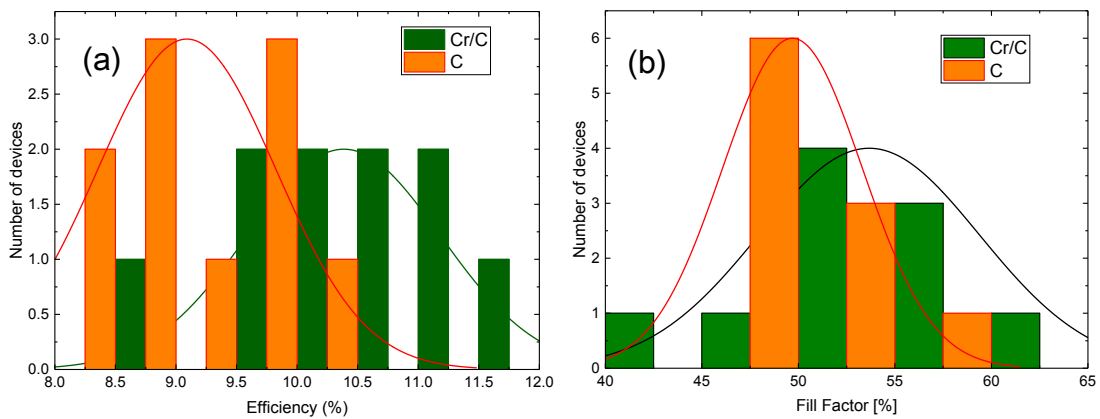 (a)
Cr/C
C
Number of devices
3.0
2.5
2.0
1.5
1.0
0.5
0.0
8.0 8.5 9.0 9.5 10.0 10.5 11.0 11.5 12.0
Efficiency (%)
(b)
Cr/C
C
Number of devices
6
5
4
3
2
1
0
40 45 50 55 60 65
Fill Factor [%]